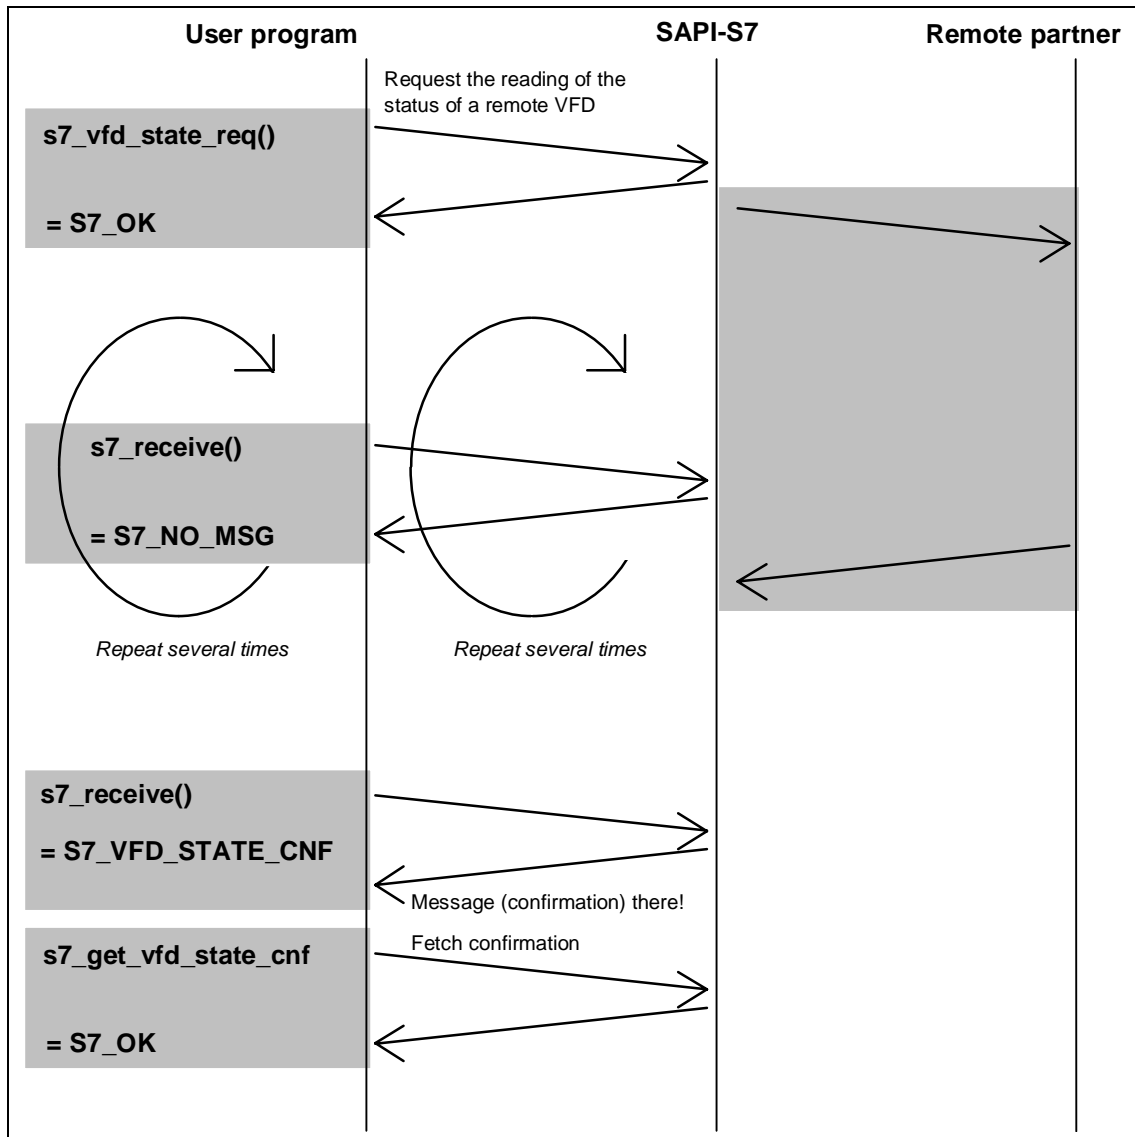 User program
SAPI-S7
Remote partner
Request the reading of the
status of a remote VFD
s7_vfd_state_req()
= S7_OK
s7_receive()
= S7_NO_MSG
Repeat several times
Repeat several times
s7_receive()
= S7_VFD_STATE_CNF
Message (confirmation) there!
Fetch confirmation
s7_get_vfd_state_cnf
= S7_OK